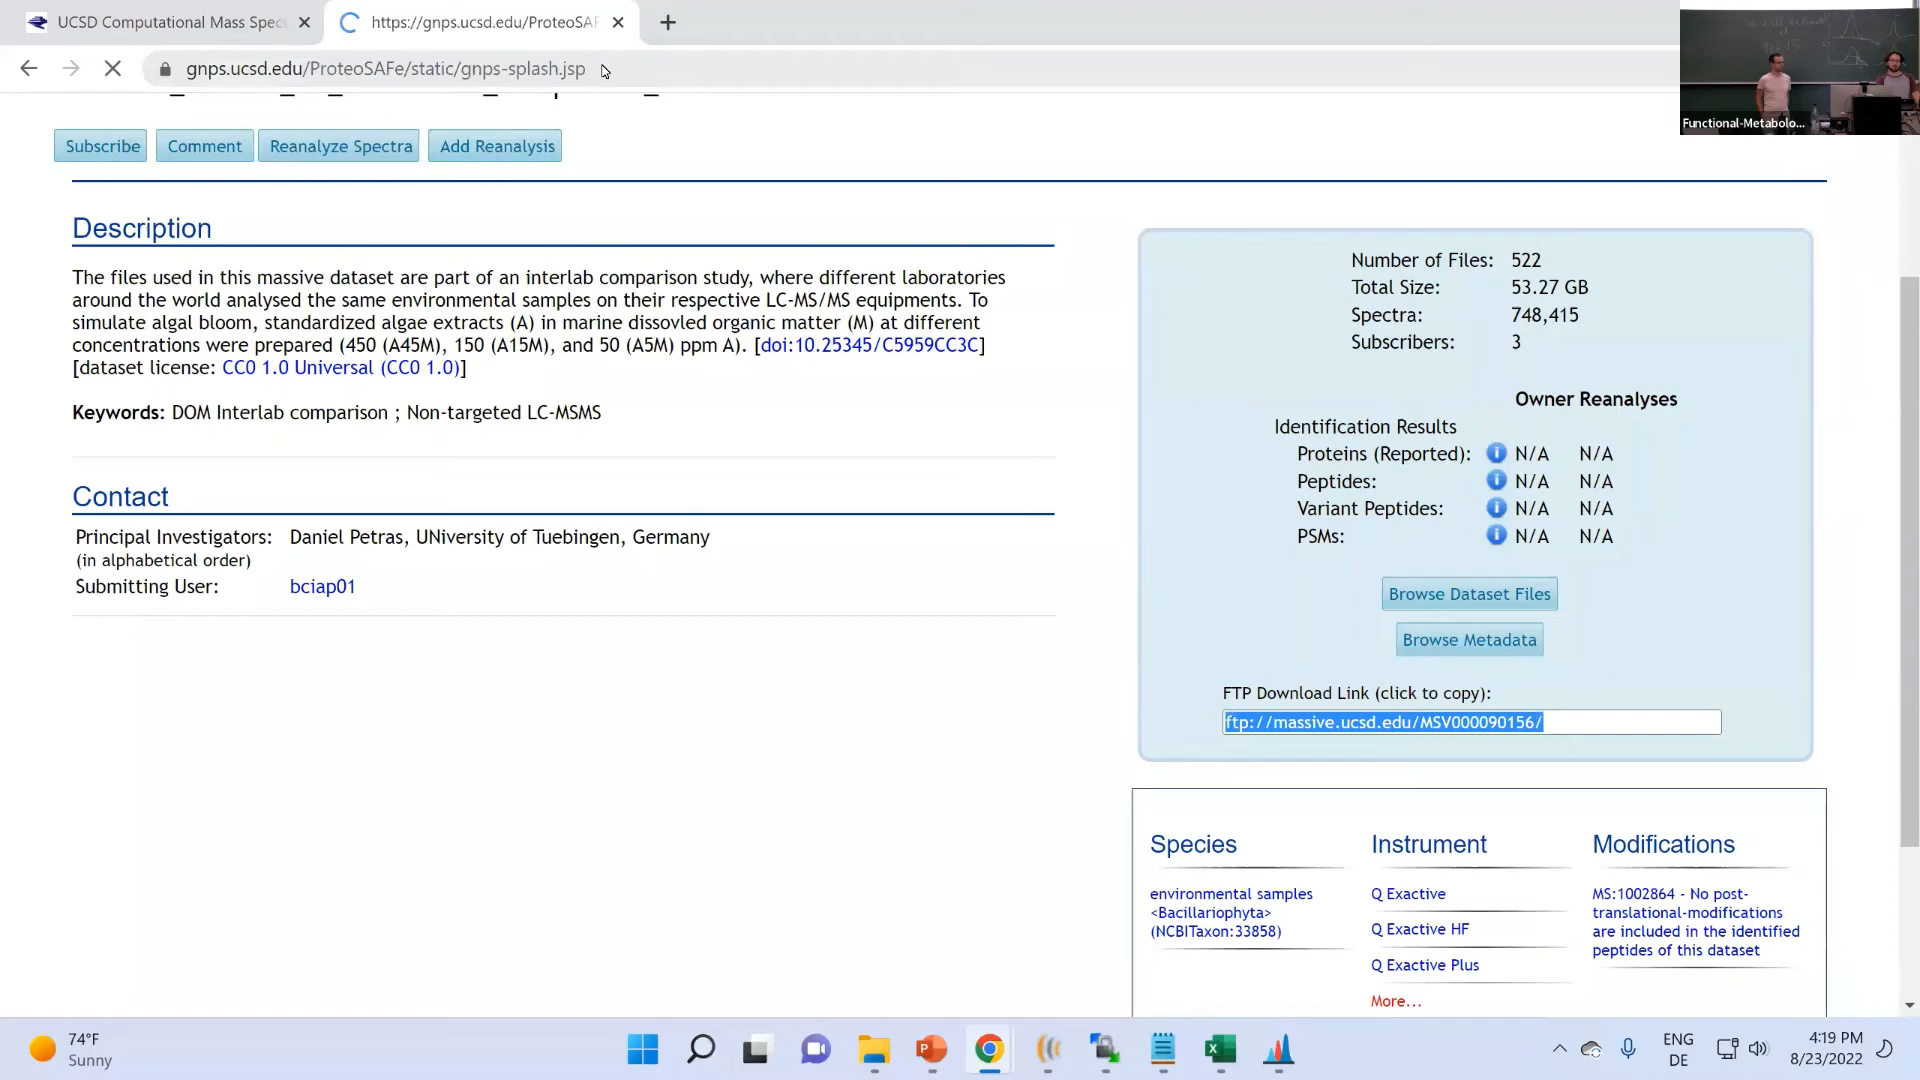 UCSD Computational Mass Spec
https://gnps.ucsd.edu/ProteoSAF
gnps.ucsd.edu/ProteoSAFe/static/gnps-splash.jsp
Functional-Metabolo...
Subscribe
Comment
Reanalyze Spectra
Add Reanalysis
Description
The files used in this massive dataset are part of an interlab comparison study, where different laboratories
around the world analysed the same environmental samples on their respective LC-MS/MS equipments. To
simulate algal bloom, standardized algae extracts (A) in marine dissovled organic matter (M) at different
concentrations were prepared (450 (A45M), 150 (A15M), and 50 (A5M) ppm A). [doi:10.25345/C5959CC3C]
[dataset license: CC0 1.0 Universal (CC0 1.0)]
Keywords: DOM Interlab comparison ; Non-targeted LC-MSMS
Contact
Principal Investigators: Daniel Petras, UNiversity of Tuebingen, Germany
(in alphabetical order)
Submitting User: bciap01
Number of Files: 522
Total Size: 53.27 GB
Spectra: 748,415
Subscribers: 3
Owner Reanalyses
Identification Results
Proteins (Reported): N/A N/A
Peptides: N/A N/A
Variant Peptides: N/A N/A
PSMs: N/A N/A
Browse Dataset Files
Browse Metadata
FTP Download Link (click to copy):
ftp://massive.ucsd.edu/MSV000090156/
Species
environmental samples
<Bacillariophyta>
(NCBITaxon:33858)
Instrument
Q Exactive
Q Exactive HF
Q Exactive Plus
More...
Modifications
MS:1002864 - No post-
translational-modifications
are included in the identified
peptides of this dataset
74°F
Sunny
ENG
DE
4:19 PM
8/23/2022